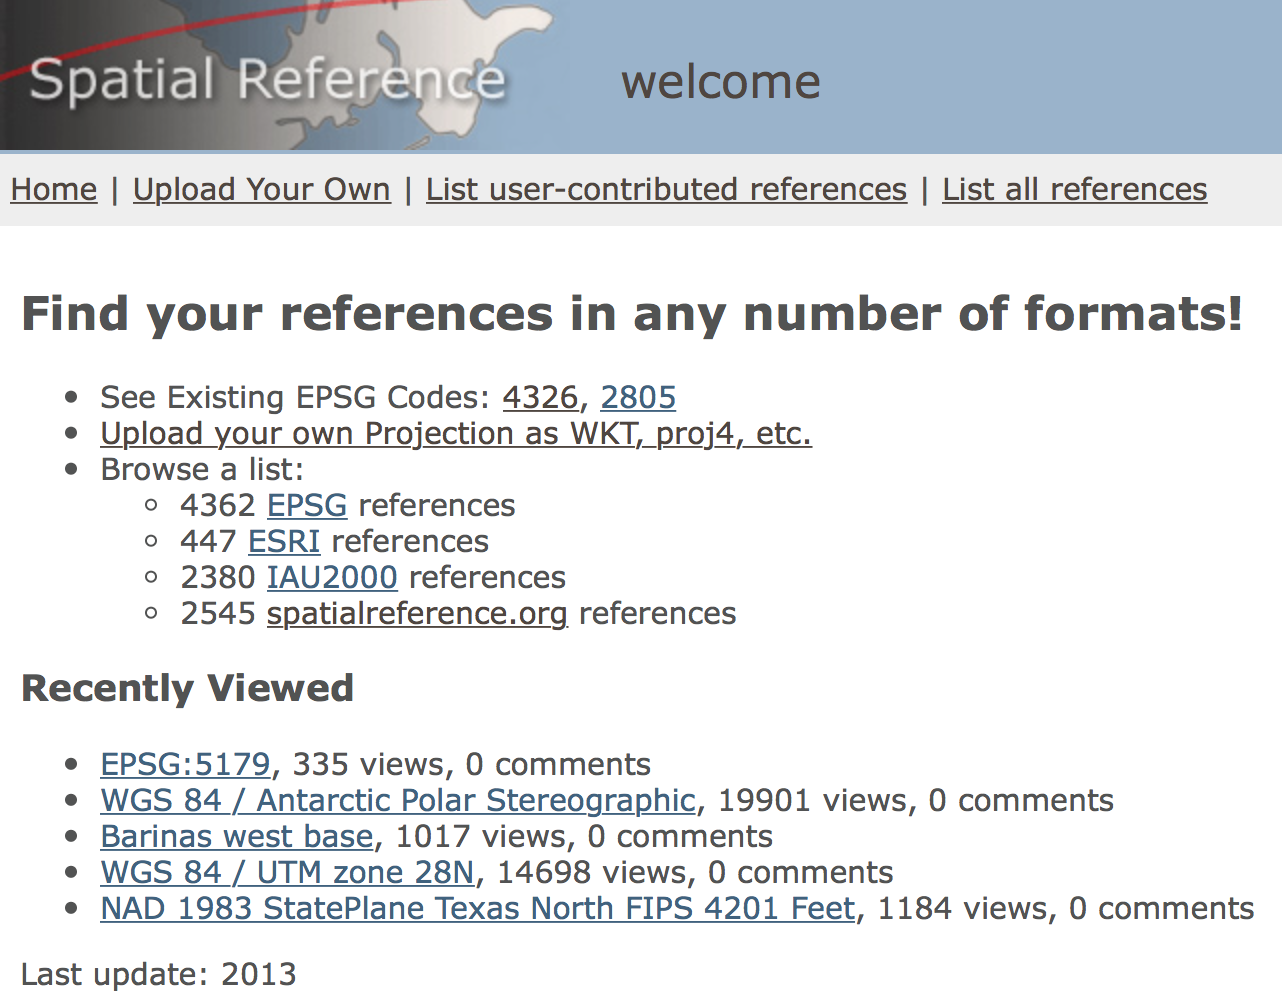 Spatial Reference
welcome
Home | Upload Your Own | List user-contributed references | List all references
Find your references in any number of formats!
See Existing EPSG Codes: 4326, 2805
Upload your own Projection as WKT, proj4, etc.
Browse a list:
4362 EPSG references
447 ESRI references
2380 IAU2000 references
2545 spatialreference.org references
Recently Viewed
EPSG:5179, 335 views, 0 comments
WGS 84 / Antarctic Polar Stereographic, 19901 views, 0 comments
Barinas west base, 1017 views, 0 comments
WGS 84 / UTM zone 28N, 14698 views, 0 comments
NAD 1983 StatePlane Texas North FIPS 4201 Feet, 1184 views, 0 comments
Last update: 2013